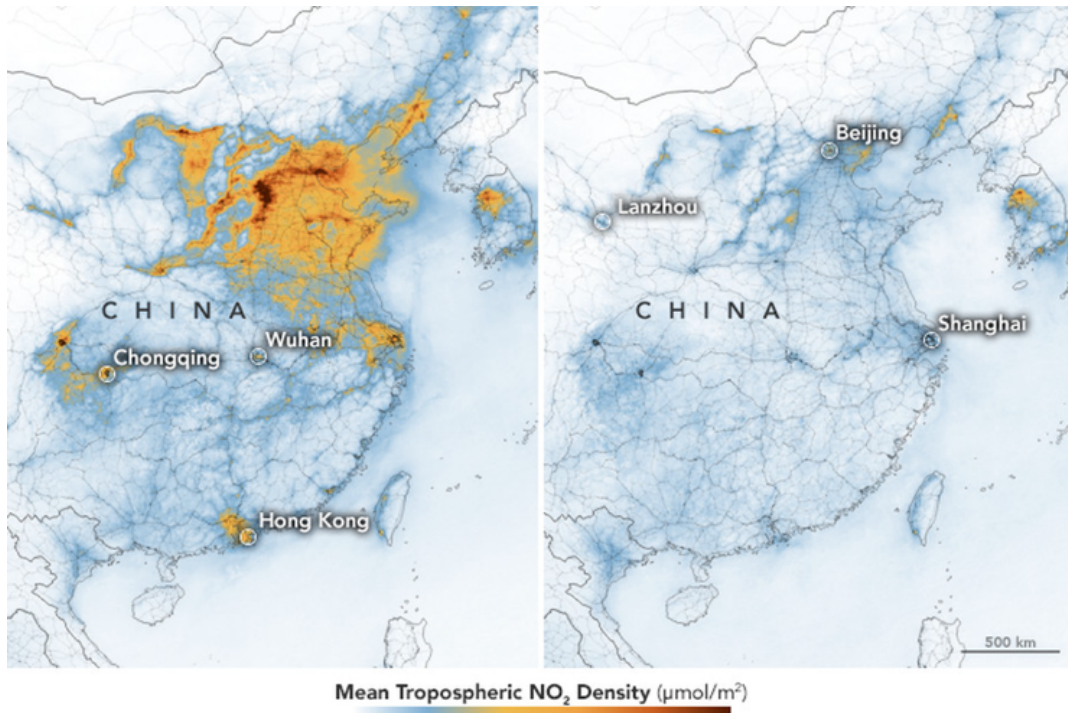 Beijing
Lanzhou
CHINA
CHINA
Shanghai
Wuhan
Chongqing
Hong Kong
500 km
Mean Tropospheric NO₂ Density (µmol/m²)